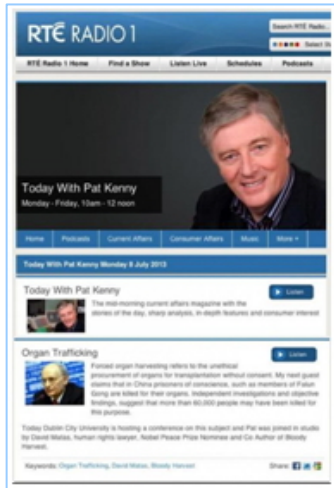 RTÉ RADIO 1
Search RTÉ Radio...
Select
RTÉ Radio 1 Home Find a Show Listen Live Schedules Podcasts
Today With Pat Kenny
Monday - Friday, 10am - 12 noon
Home Podcasts Current Affairs Consumer Affairs Music More
Today With Pat Kenny Monday 8 July 2013
Today With Pat Kenny
Listen
The mid-morning current affairs magazine with the
stories of the day, sharp analysis, in-depth features and consumer interest
Organ Trafficking
Listen
Forced organ harvesting refers to the unethical
procurement of organs for transplantation without consent. My next guest
claims that in China prisoners of conscience, such as members of Falun
Gong are killed for their organs. Independent investigations and objective
findings, suggest that more than 60,000 people may have been killed for
this purpose.
Today Dublin City University is hosting a conference on this subject and Pat was joined in studio
by David Matas, human rights lawyer, Nobel Peace Prize Nominee and Co Author of Bloody
Harvest.
Keywords: Organ Trafficking, David Matas, Bloody Harvest
Share: